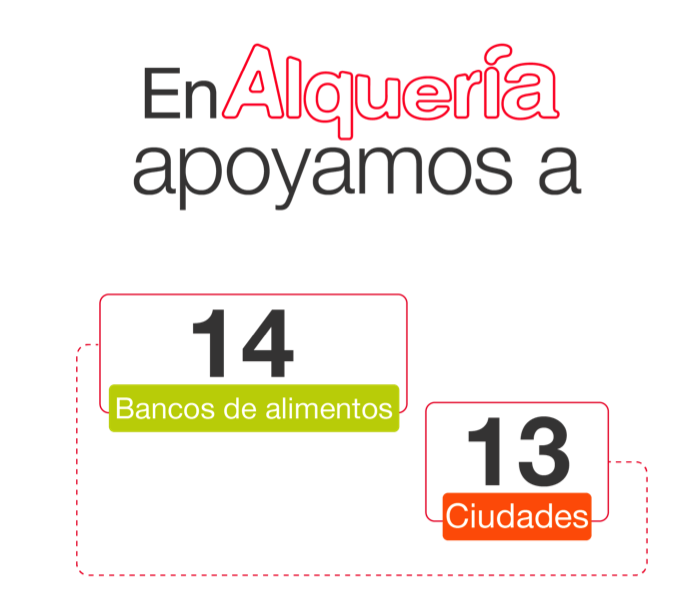 En Alquería
apoyamos a
14
Bancos de alimentos
13
Ciudades